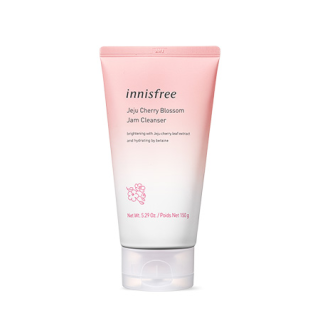 innisfree
Jeju Cherry Blossom
Jam Cleanser
brightening with Jeju cherry leaf extract
and hydrating by betaine
Net Wt. 5.29 Oz. / Poids Net 150 g